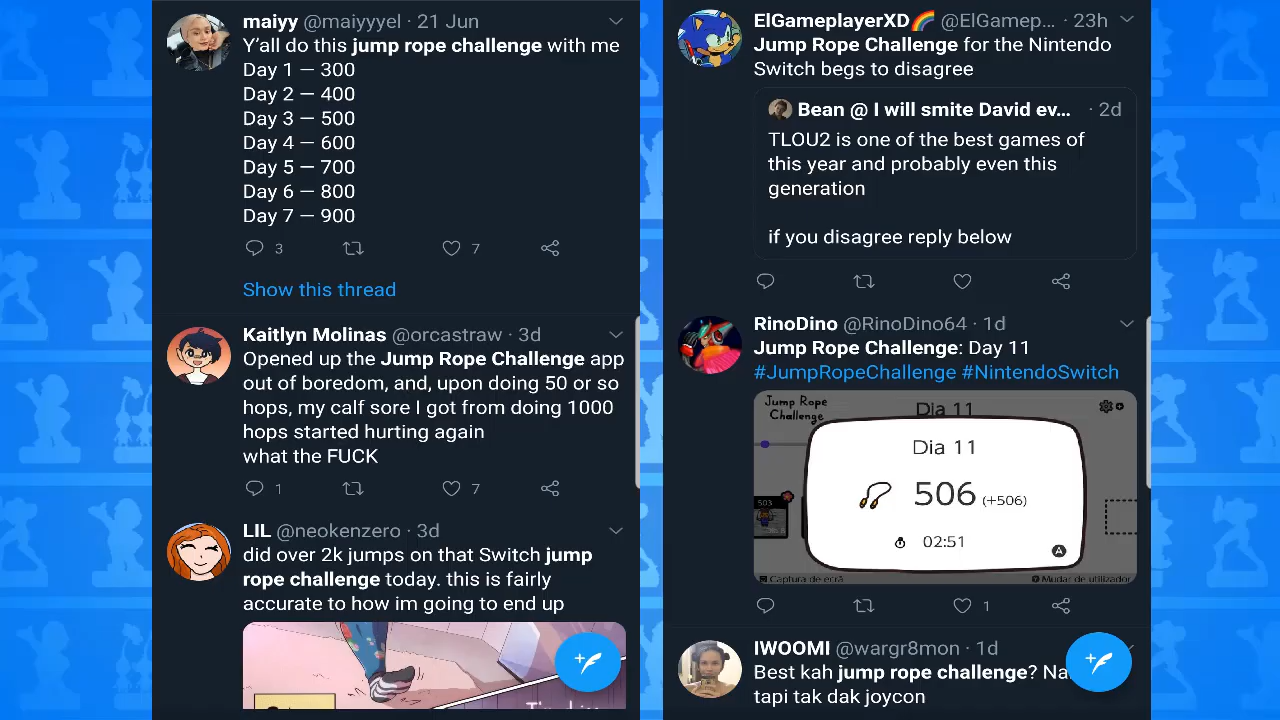 maiyy @maiyyyel · 21 Jun
Y'all do this jump rope challenge with me
Day 1 — 300
Day 2 — 400
Day 3 — 500
Day 4 — 600
Day 5 — 700
Day 6 — 800
Day 7 — 900
3 7
Show this thread
Kaitlyn Molinas @orcastraw · 3d
Opened up the Jump Rope Challenge app
out of boredom, and, upon doing 50 or so
hops, my calf sore I got from doing 1000
hops started hurting again
what the FUCK
1 7
LIL @neokenzero · 3d
did over 2k jumps on that Switch jump
rope challenge today. this is fairly
accurate to how im going to end up
ElGameplayerXD🌈 @ElGamep... · 23h
Jump Rope Challenge for the Nintendo
Switch begs to disagree
Bean @ I will smite David ev... · 2d
TLOU2 is one of the best games of
this year and probably even this
generation
if you disagree reply below
RinoDino @RinoDino64 · 1d
Jump Rope Challenge: Day 11
#JumpRopeChallenge #NintendoSwitch
Jump Rope
Challenge
Dia 11
Dia 11
503
506 (+506)
02:51
A
Captura de ecrã
Mudar de utilizador
1
IWOOMI @wargr8mon · 1d
Best kah jump rope challenge?
tapi tak dak joycon